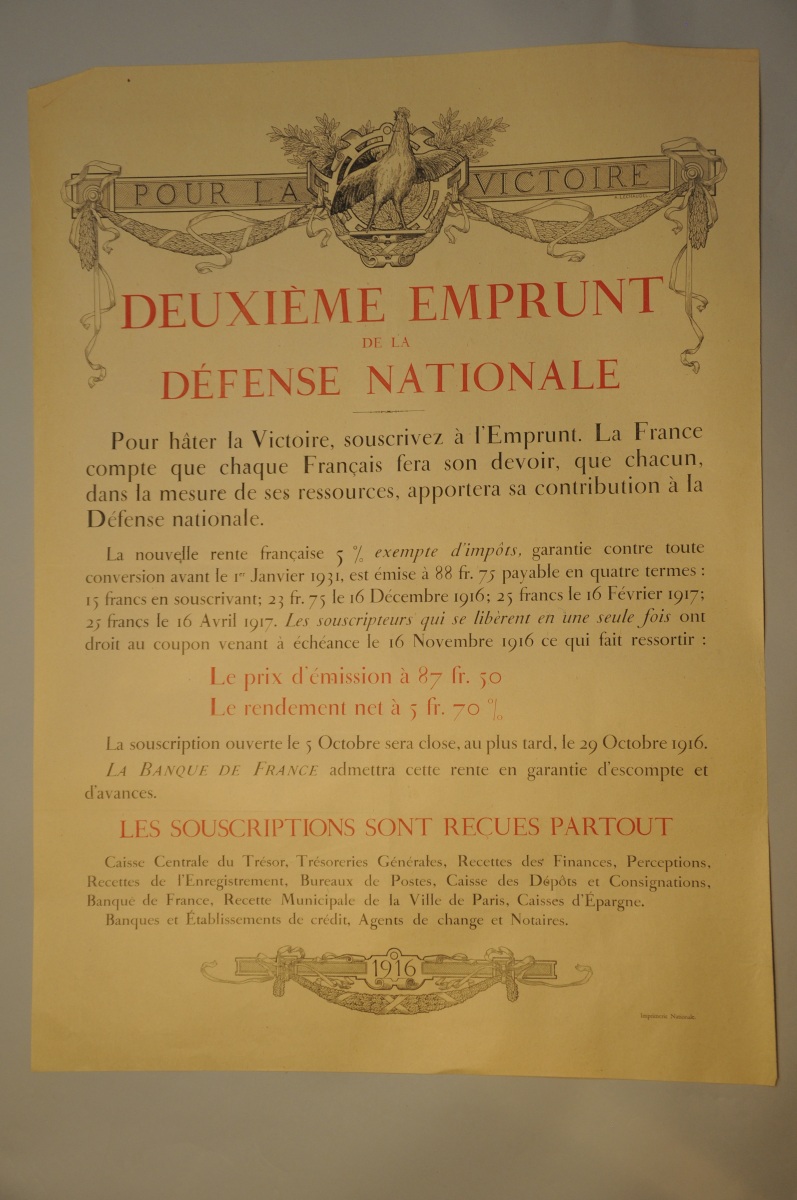 POUR LA VICTOIRE
DEUXIÈME EMPRUNT
DE LA
DÉFENSE NATIONALE
Pour hâter la Victoire, souscrivez à l'Emprunt. La France
compte que chaque Français fera son devoir, que chacun,
dans la mesure de ses ressources, apportera sa contribution à la
Défense nationale.
La nouvelle rente française 5 % exempte d'impôts, garantie contre toute
conversion avant le 1er Janvier 1931, est émise à 88 fr. 75 payable en quatre termes :
15 francs en souscrivant; 23 fr. 75 le 16 Décembre 1916; 25 francs le 16 Février 1917;
25 francs le 16 Avril 1917. Les souscripteurs qui se libèrent en une seule fois ont
droit au coupon venant à échéance le 16 Novembre 1916 ce qui fait ressortir :
Le prix d'émission à 87 fr. 50
Le rendement net à 5 fr. 70 %
La souscription ouverte le 5 Octobre sera close, au plus tard, le 29 Octobre 1916.
LA BANQUE DE FRANCE admettra cette rente en garantie d'escompte et
d'avances.
LES SOUSCRIPTIONS SONT REÇUES PARTOUT
Caisse Centrale du Trésor, Trésoreries Générales, Recettes des Finances, Perceptions,
Recettes de l'Enregistrement, Bureaux de Postes, Caisse des Dépôts et Consignations,
Banque de France, Recette Municipale de la Ville de Paris, Caisses d'Épargne.
Banques et Établissements de crédit, Agents de change et Notaires.
1916
Imprimerie Nationale.